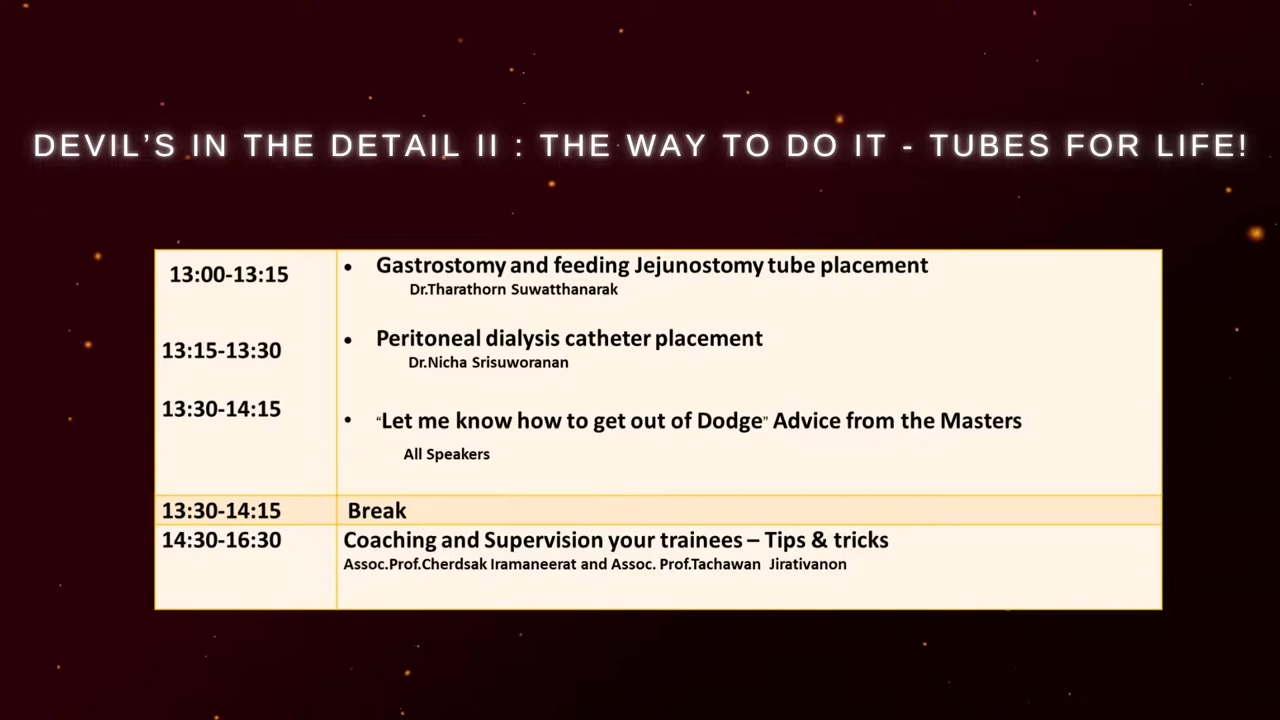 DEVIL’S IN THE DETAIL II : THE WAY TO DO IT - TUBES FOR LIFE!
13:00-13:15 • Gastrostomy and feeding Jejunostomy tube placement
Dr.Tharathorn Suwatthanarak
13:15-13:30 • Peritoneal dialysis catheter placement
Dr.Nicha Srisuworanan
13:30-14:15 • “Let me know how to get out of Dodge” Advice from the Masters
All Speakers
13:30-14:15 Break
14:30-16:30 Coaching and Supervision your trainees – Tips & tricks
Assoc.Prof.Cherdsak Iramaneerat and Assoc. Prof.Tachawan Jirativanon